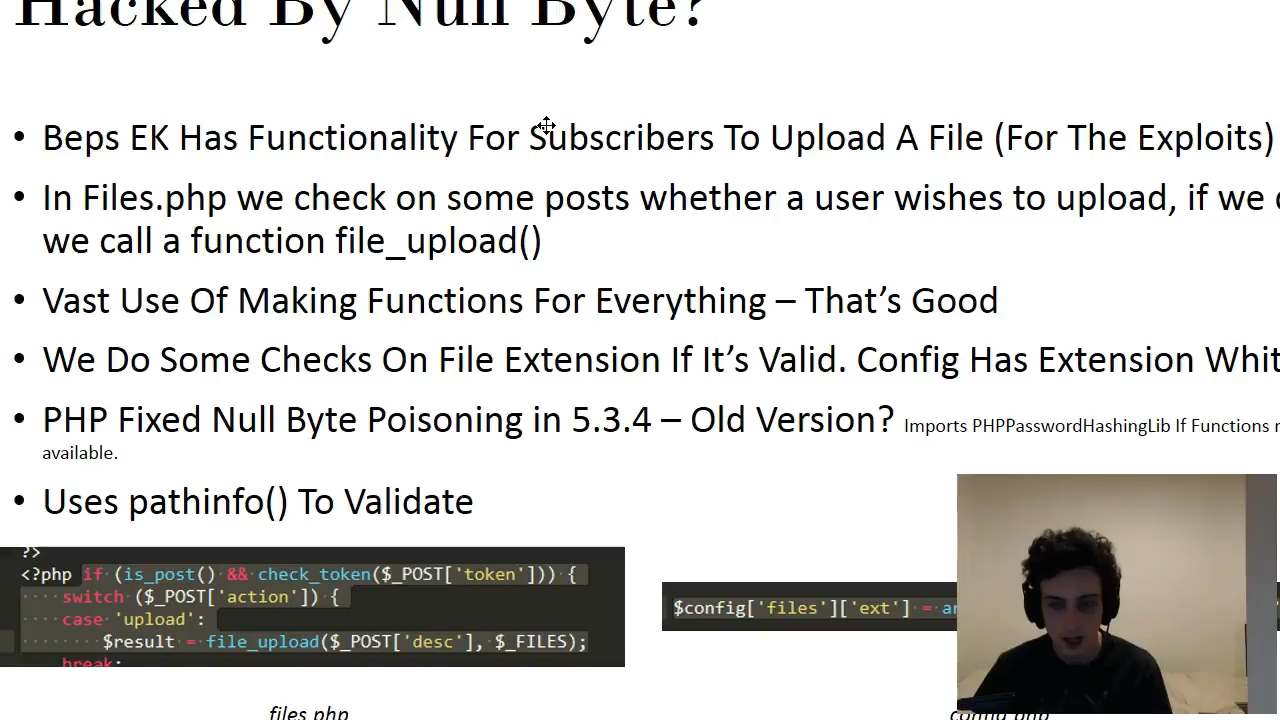 Hacked By Null Byte?
• Beps EK Has Functionality For Subscribers To Upload A File (For The Exploits)
• In Files.php we check on some posts whether a user wishes to upload, if we
we call a function file_upload()
• Vast Use Of Making Functions For Everything – That's Good
• We Do Some Checks On File Extension If It's Valid. Config Has Extension Whit
• PHP Fixed Null Byte Poisoning in 5.3.4 – Old Version? Imports PHPPasswordHashingLib If Functions
available.
• Uses pathinfo() To Validate
?>
<?php if (is_post() && check_token($_POST['token'])) {
switch ($_POST['action']) {
case 'upload':
$result = file_upload($_POST['desc'], $_FILES);
break;
$config['files']['ext'] = ar
files.php
config.php